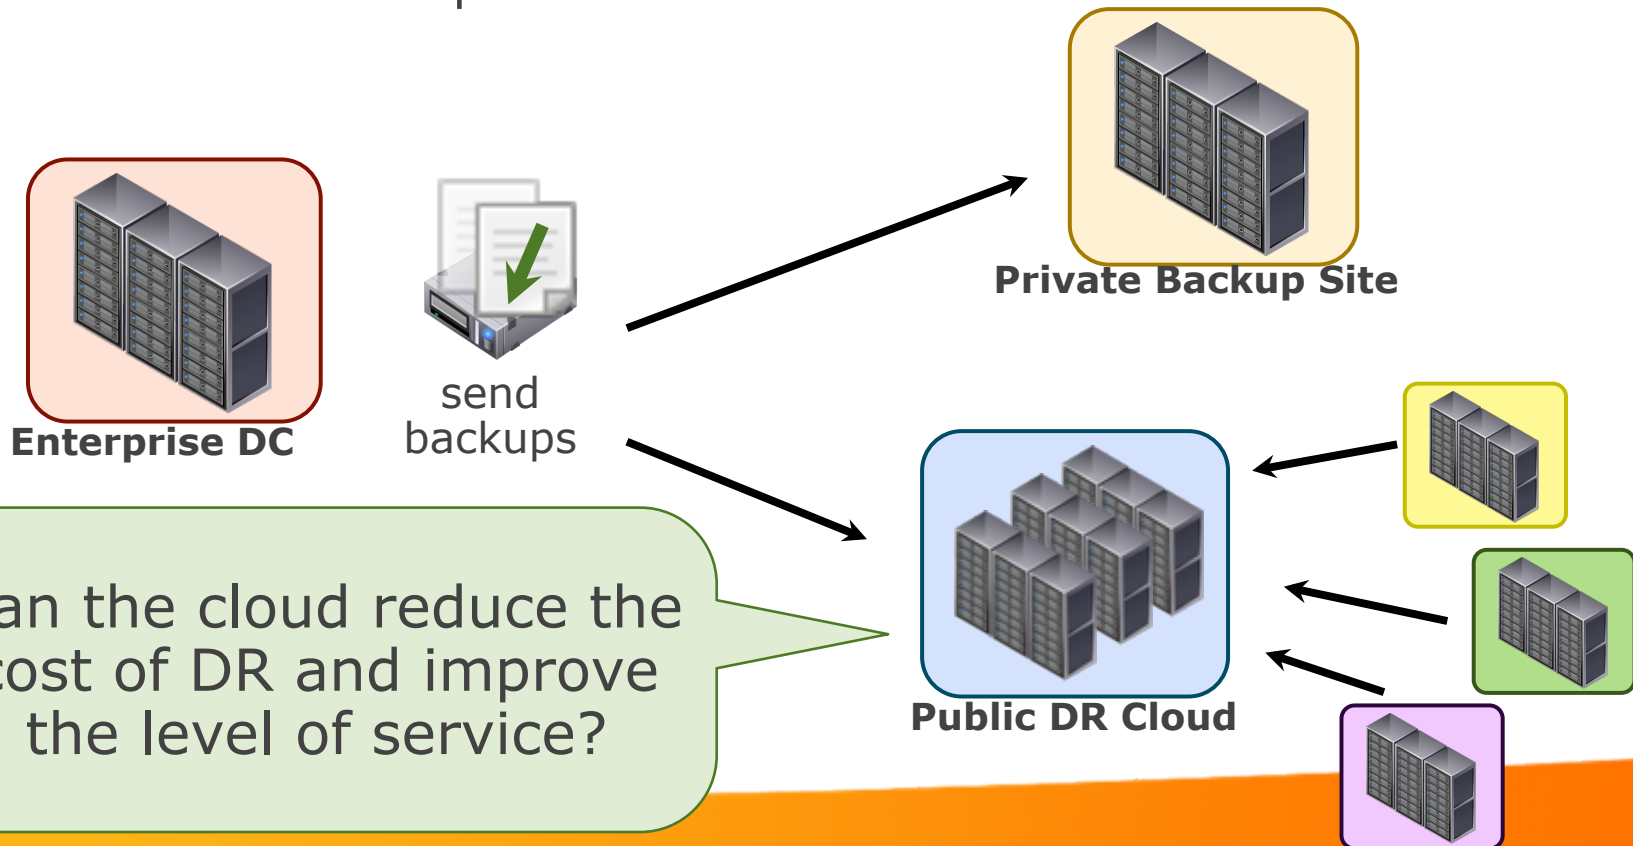 Private Backup Site
send
backups
Enterprise DC
an the cloud reduce the
cost of DR and improve
the level of service?
Public DR Cloud